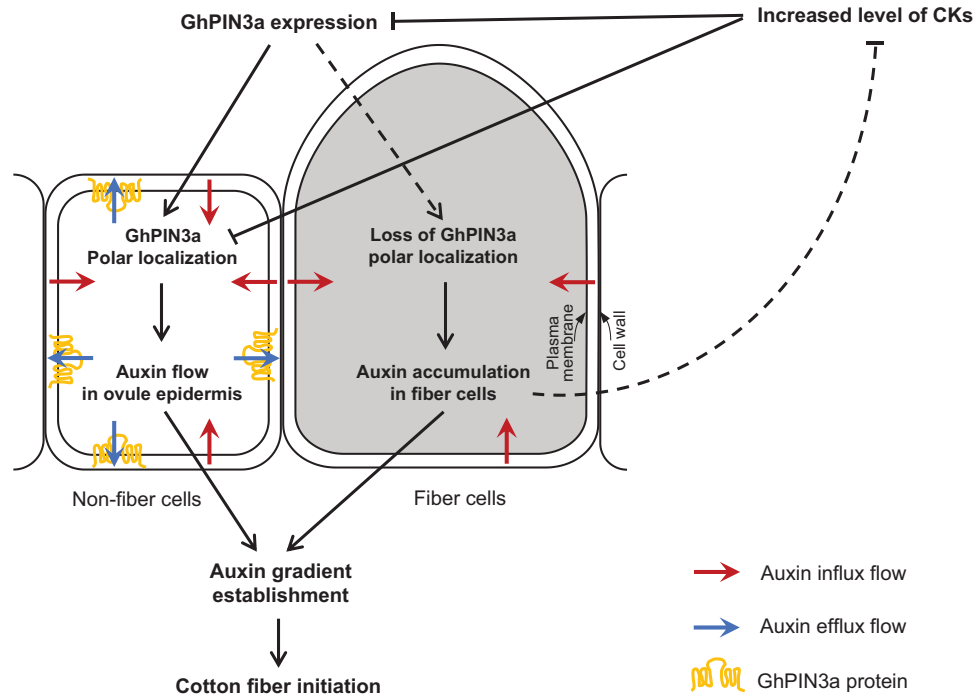 GhPIN3a expression
Increased level of CKs
GhPIN3a
Polar localization
Loss of GhPIN3a
polar localization
Plasma
membrane
Cell wall
Auxin flow
in ovule epidermis
Auxin accumulation
in fiber cells
Non-fiber cells
Fiber cells
Auxin gradient
establishment
Cotton fiber initiation
Auxin influx flow
Auxin efflux flow
GhPIN3a protein